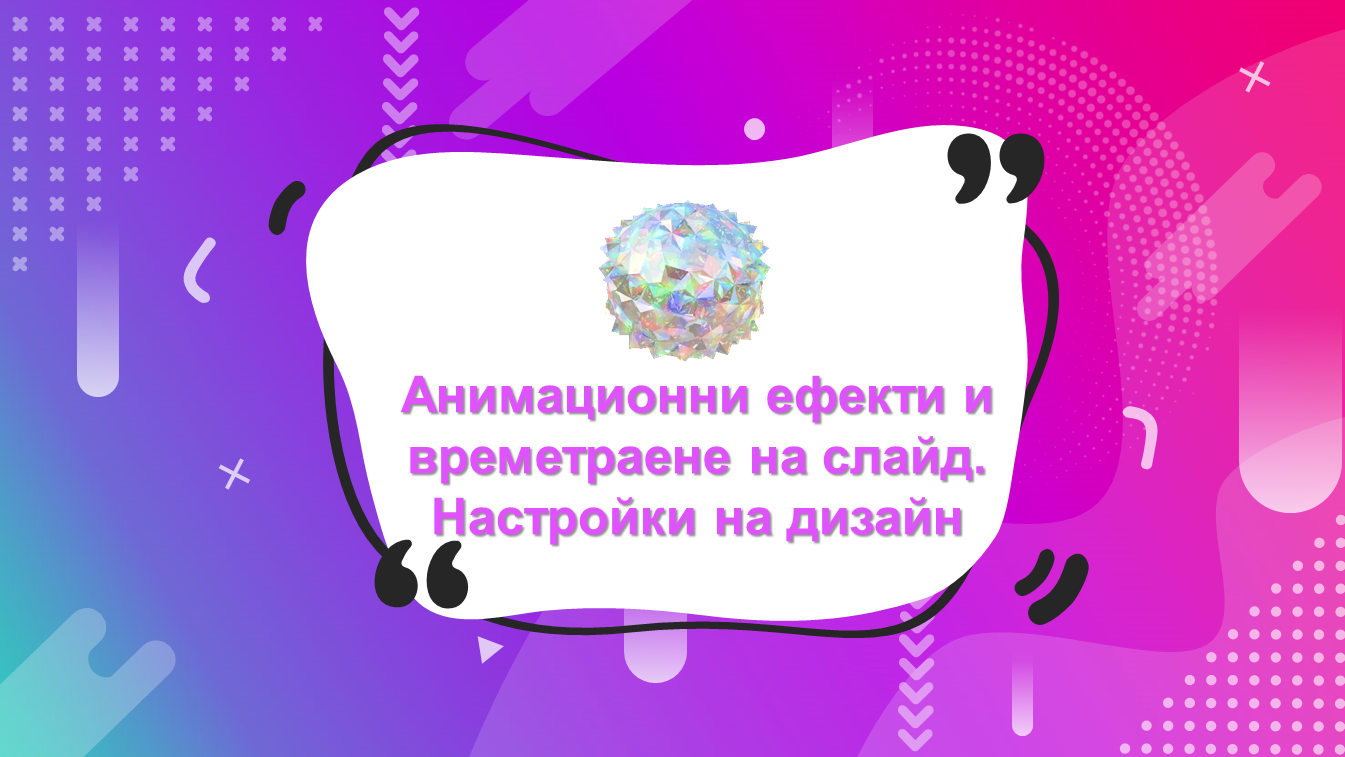 Анимационни ефекти и
времетраене на слайд.
Настройки на дизайн